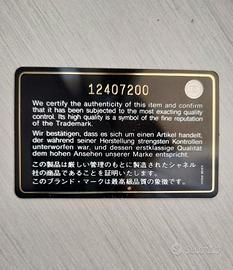 12407200
We certify the authenticity of this item and confirm
that it has been subjected to the most exacting quality
control. Its high quality is a symbol of the fine reputation
of the Trademark.
Wir bestätigen, dass es sich um einen Artikel handelt,
der während seiner Herstellung strengsten Kontrollen
unterworfen war, und dessen erstklassige Qualität
dem hohen Ansehen unserer Marke entspricht.
この製品は厳しい管理のもとに製造されたシャネル
社の商品であることを証明します。
このブランド・マークは最高級品質の象徴です。